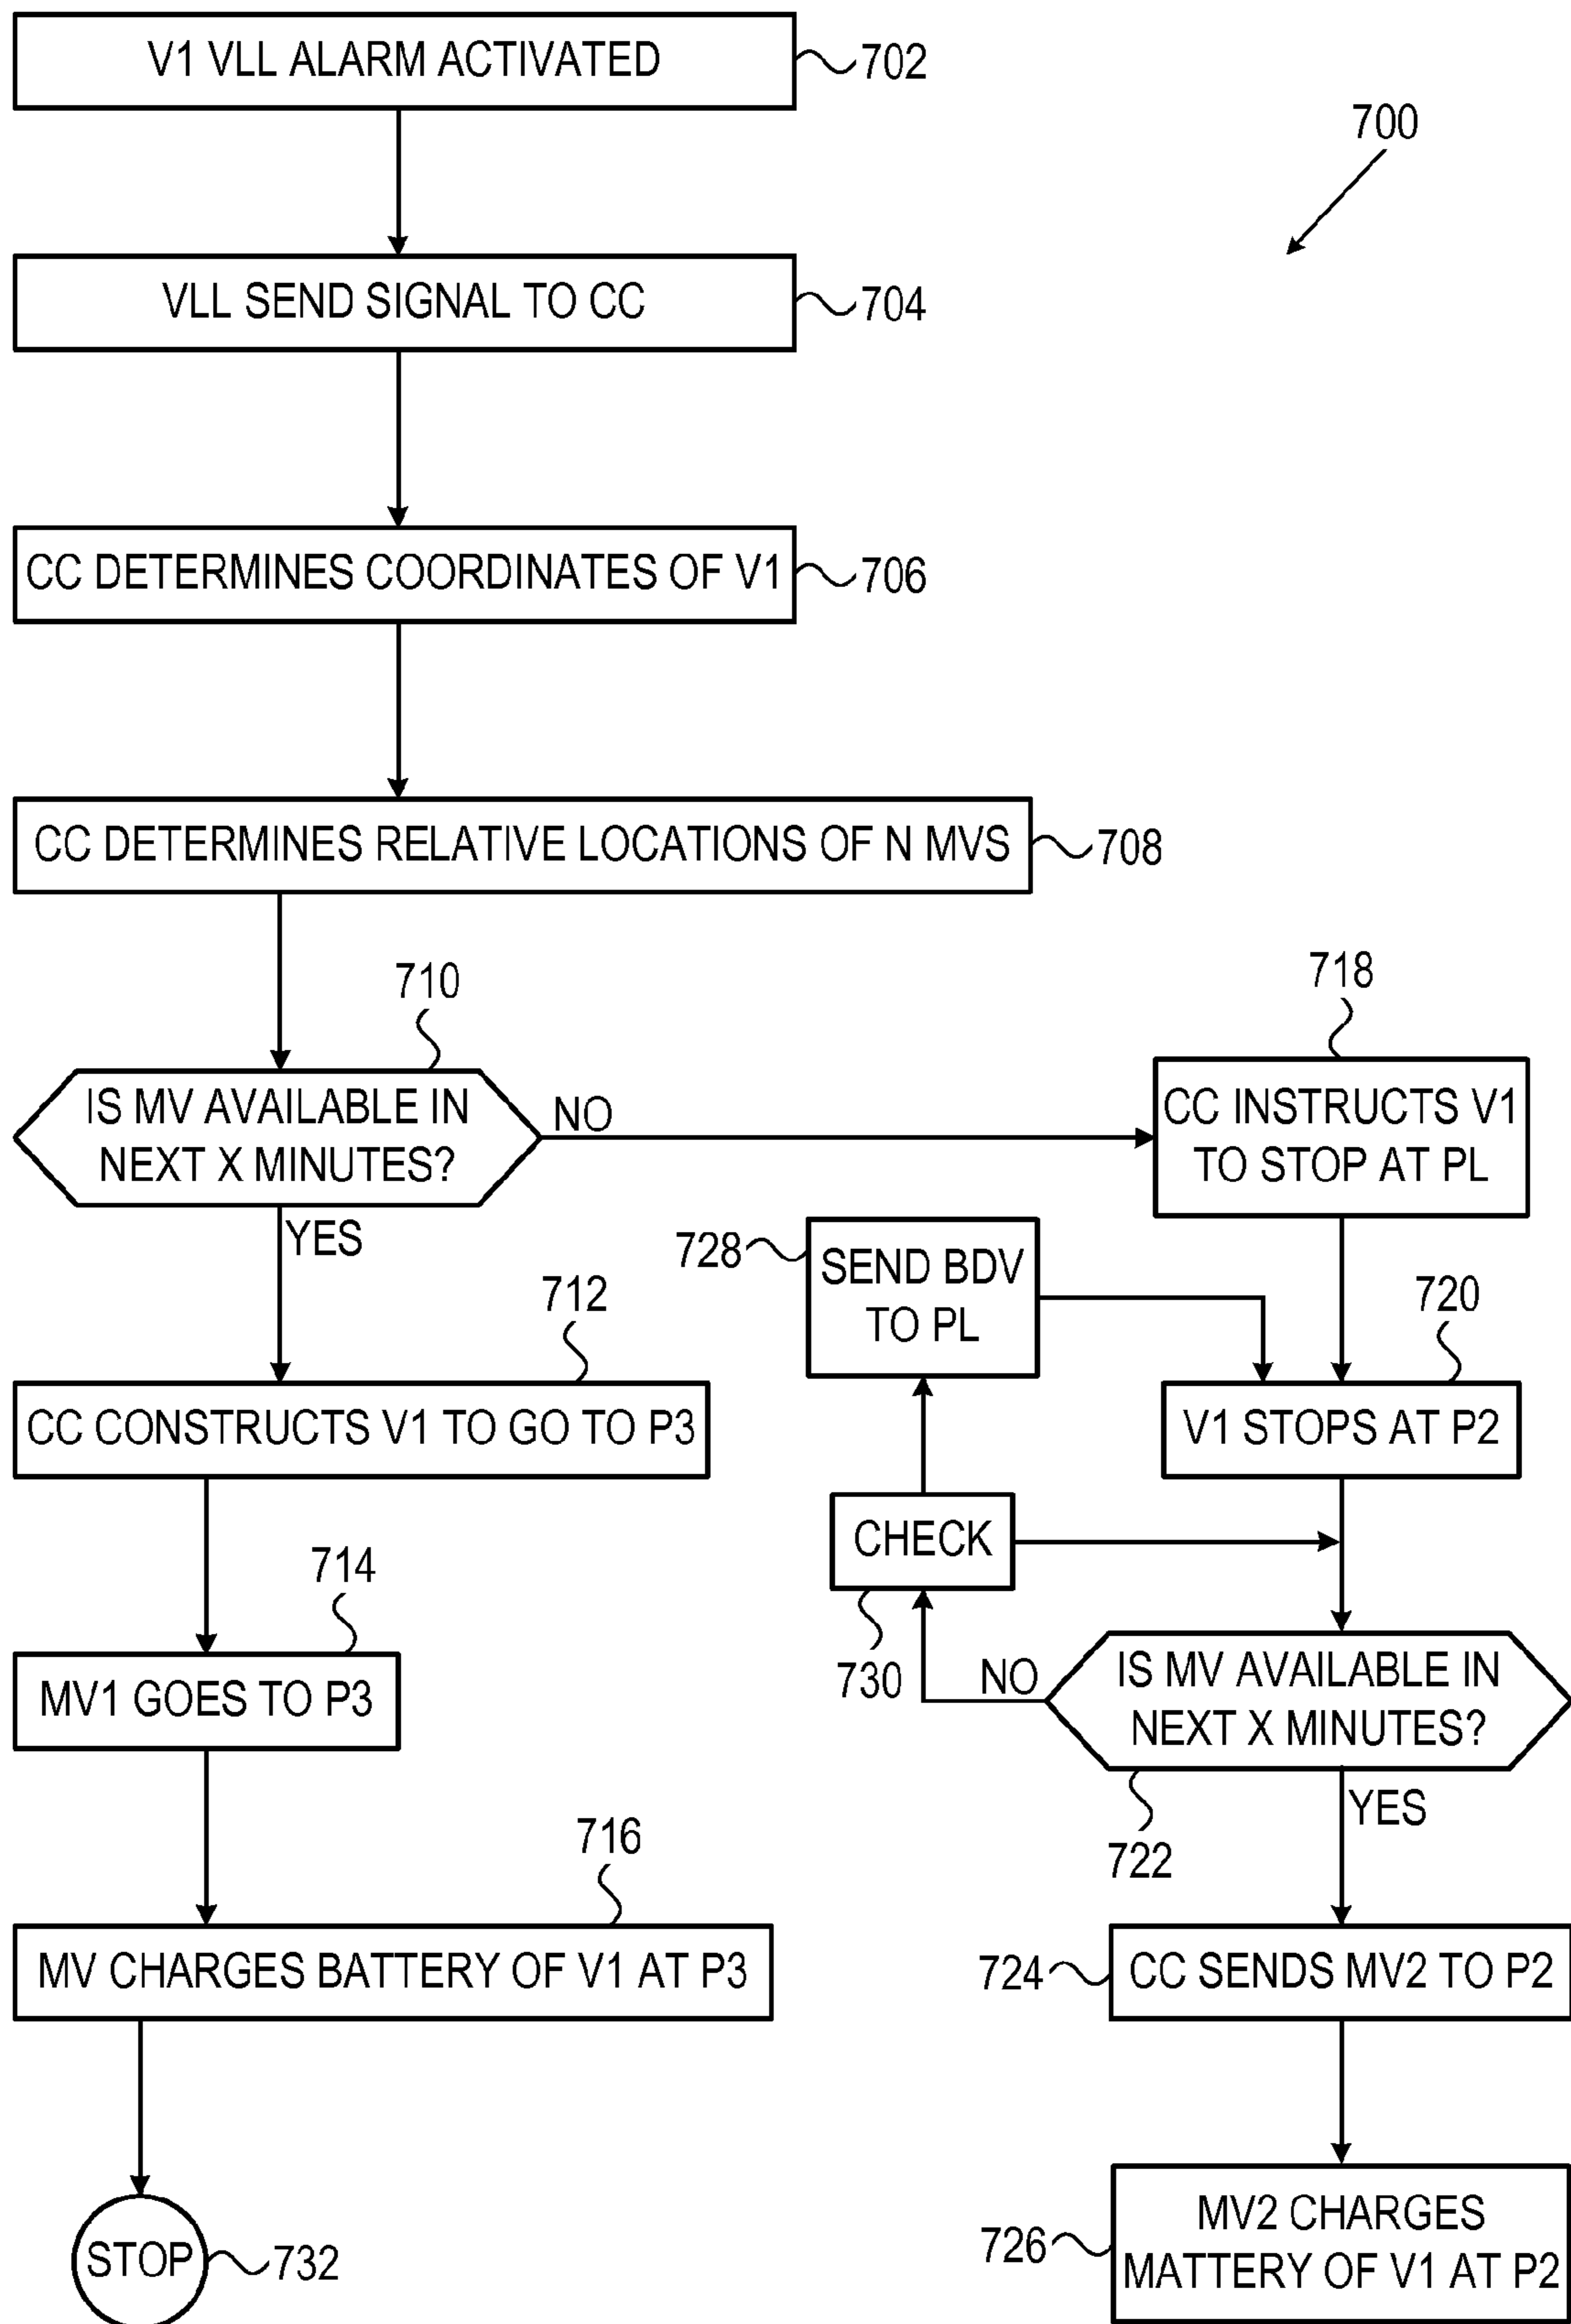 V1 VLL ALARM ACTIVATED
702
700
VLL SEND SIGNAL TO CC
704
CC DETERMINES COORDINATES OF V1
706
CC DETERMINES RELATIVE LOCATIONS OF N MVS
708
710
IS MV AVAILABLE IN
NEXT X MINUTES?
NO
YES
718
CC INSTRUCTS V1
TO STOP AT PL
728
SEND BDV
TO PL
712
CC CONSTRUCTS V1 TO GO TO P3
720
V1 STOPS AT P2
CHECK
730
714
MV1 GOES TO P3
NO
IS MV AVAILABLE IN
NEXT X MINUTES?
722
YES
716
MV CHARGES BATTERY OF V1 AT P3
724
CC SENDS MV2 TO P2
STOP
732
726
MV2 CHARGES
MATTERY OF V1 AT P2